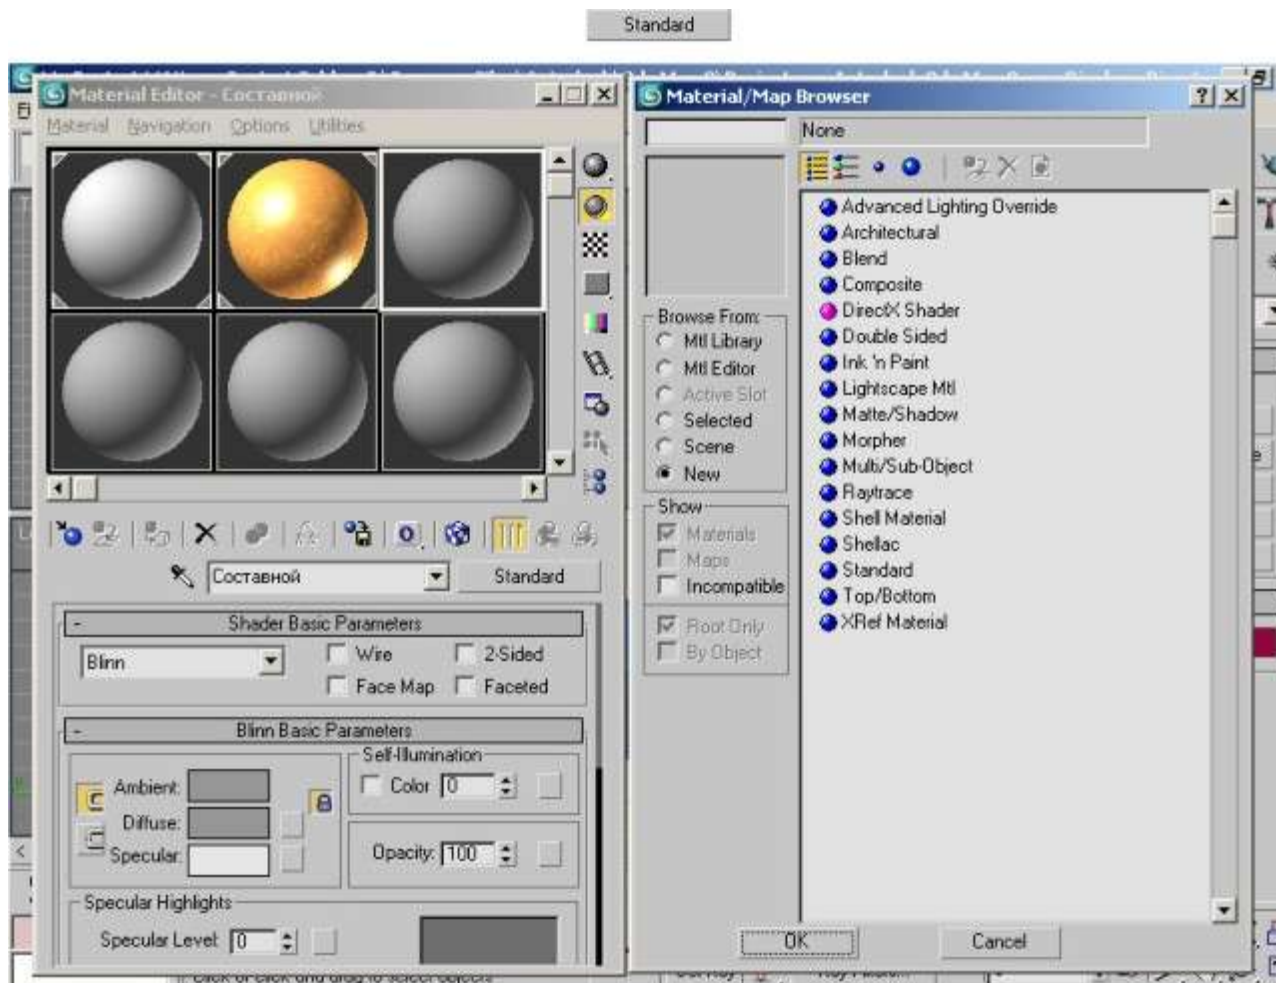 Standard
Material Editor - Составной
Material Navigation Options Utilities
Составной
Standard
Shader Basic Parameters
Blinn
Wire
2-Sided
Face Map
Faceted
Blinn Basic Parameters
Self-Illumination
Ambient:
Color 0
Diffuse:
Specular:
Opacity: 100
Specular Highlights
Specular Level: 0
Material/Map Browser
None
Browse From:
Mtl Library
Mtl Editor
Active Slot
Selected
Scene
New
Show
Materials
Maps
Incompatible
Root Only
By Object
Advanced Lighting Override
Architectural
Blend
Composite
DirectX Shader
Double Sided
Ink 'n Paint
Lightscape Mtl
Matte/Shadow
Morpher
Multi/Sub-Object
Raytrace
Shell Material
Shellac
Standard
Top/Bottom
XRef Material
OK
Cancel